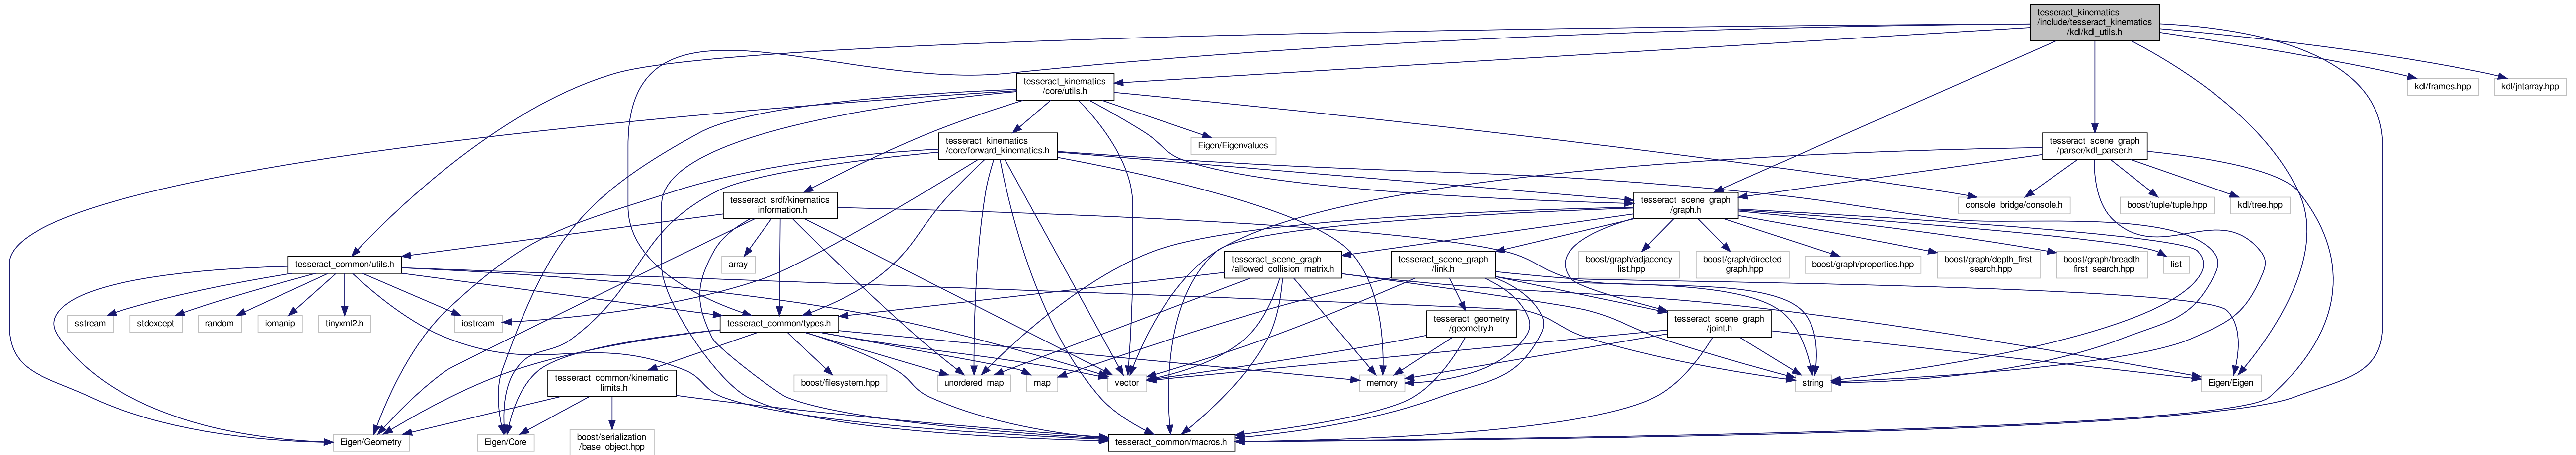 tesseract_kinematics
/include/tesseract_kinematics
/kdl/kdl_utils.h
tesseract_kinematics
/core/utils.h
kdl/frames.hpp
kdl/jntarray.hpp
tesseract_kinematics
/core/forward_kinematics.h
Eigen/Eigenvalues
tesseract_scene_graph
/parser/kdl_parser.h
tesseract_srdf/kinematics
_information.h
tesseract_scene_graph
/graph.h
console_bridge/console.h
boost/tuple/tuple.hpp
kdl/tree.hpp
tesseract_common/utils.h
array
tesseract_scene_graph
/allowed_collision_matrix.h
tesseract_scene_graph
/link.h
boost/graph/adjacency
_list.hpp
boost/graph/directed
_graph.hpp
boost/graph/properties.hpp
boost/graph/depth_first
_search.hpp
boost/graph/breadth
_first_search.hpp
list
sstream
stdexcept
random
iomanip
tinyxml2.h
iostream
tesseract_common/types.h
tesseract_geometry
/geometry.h
tesseract_scene_graph
/joint.h
tesseract_common/kinematic
_limits.h
boost/filesystem.hpp
unordered_map
map
vector
memory
string
Eigen/Eigen
Eigen/Geometry
Eigen/Core
boost/serialization
/base_object.hpp
tesseract_common/macros.h